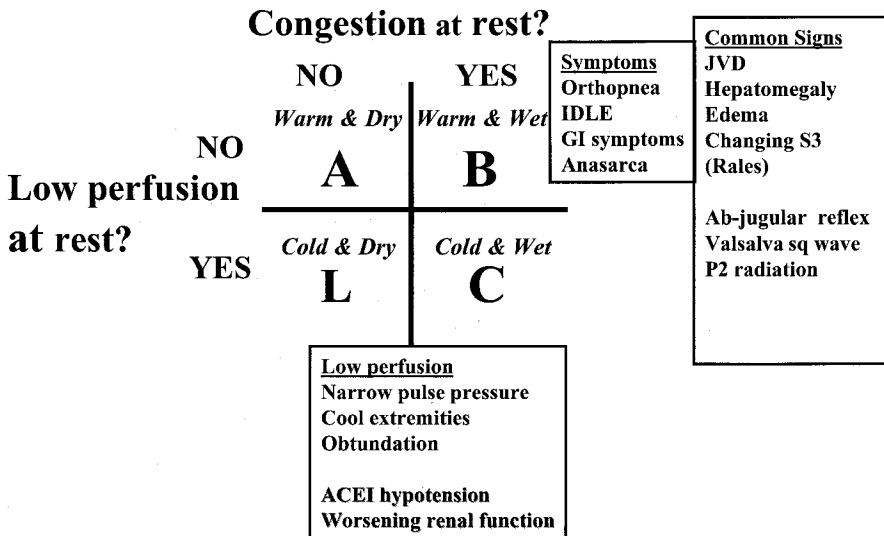 Congestion at rest?
NO YES
Warm & Dry Warm & Wet
NO
A B
Low perfusion
at rest?
Cold & Dry Cold & Wet
YES
L C
Symptoms
Orthopnea
IDLE
GI symptoms
Anasarca
Common Signs
JVD
Hepatomegaly
Edema
Changing S3
(Rales)
Ab-jugular reflex
Valsalva sq wave
P2 radiation
Low perfusion
Narrow pulse pressure
Cool extremities
Obtundation
ACEI hypotension
Worsening renal function